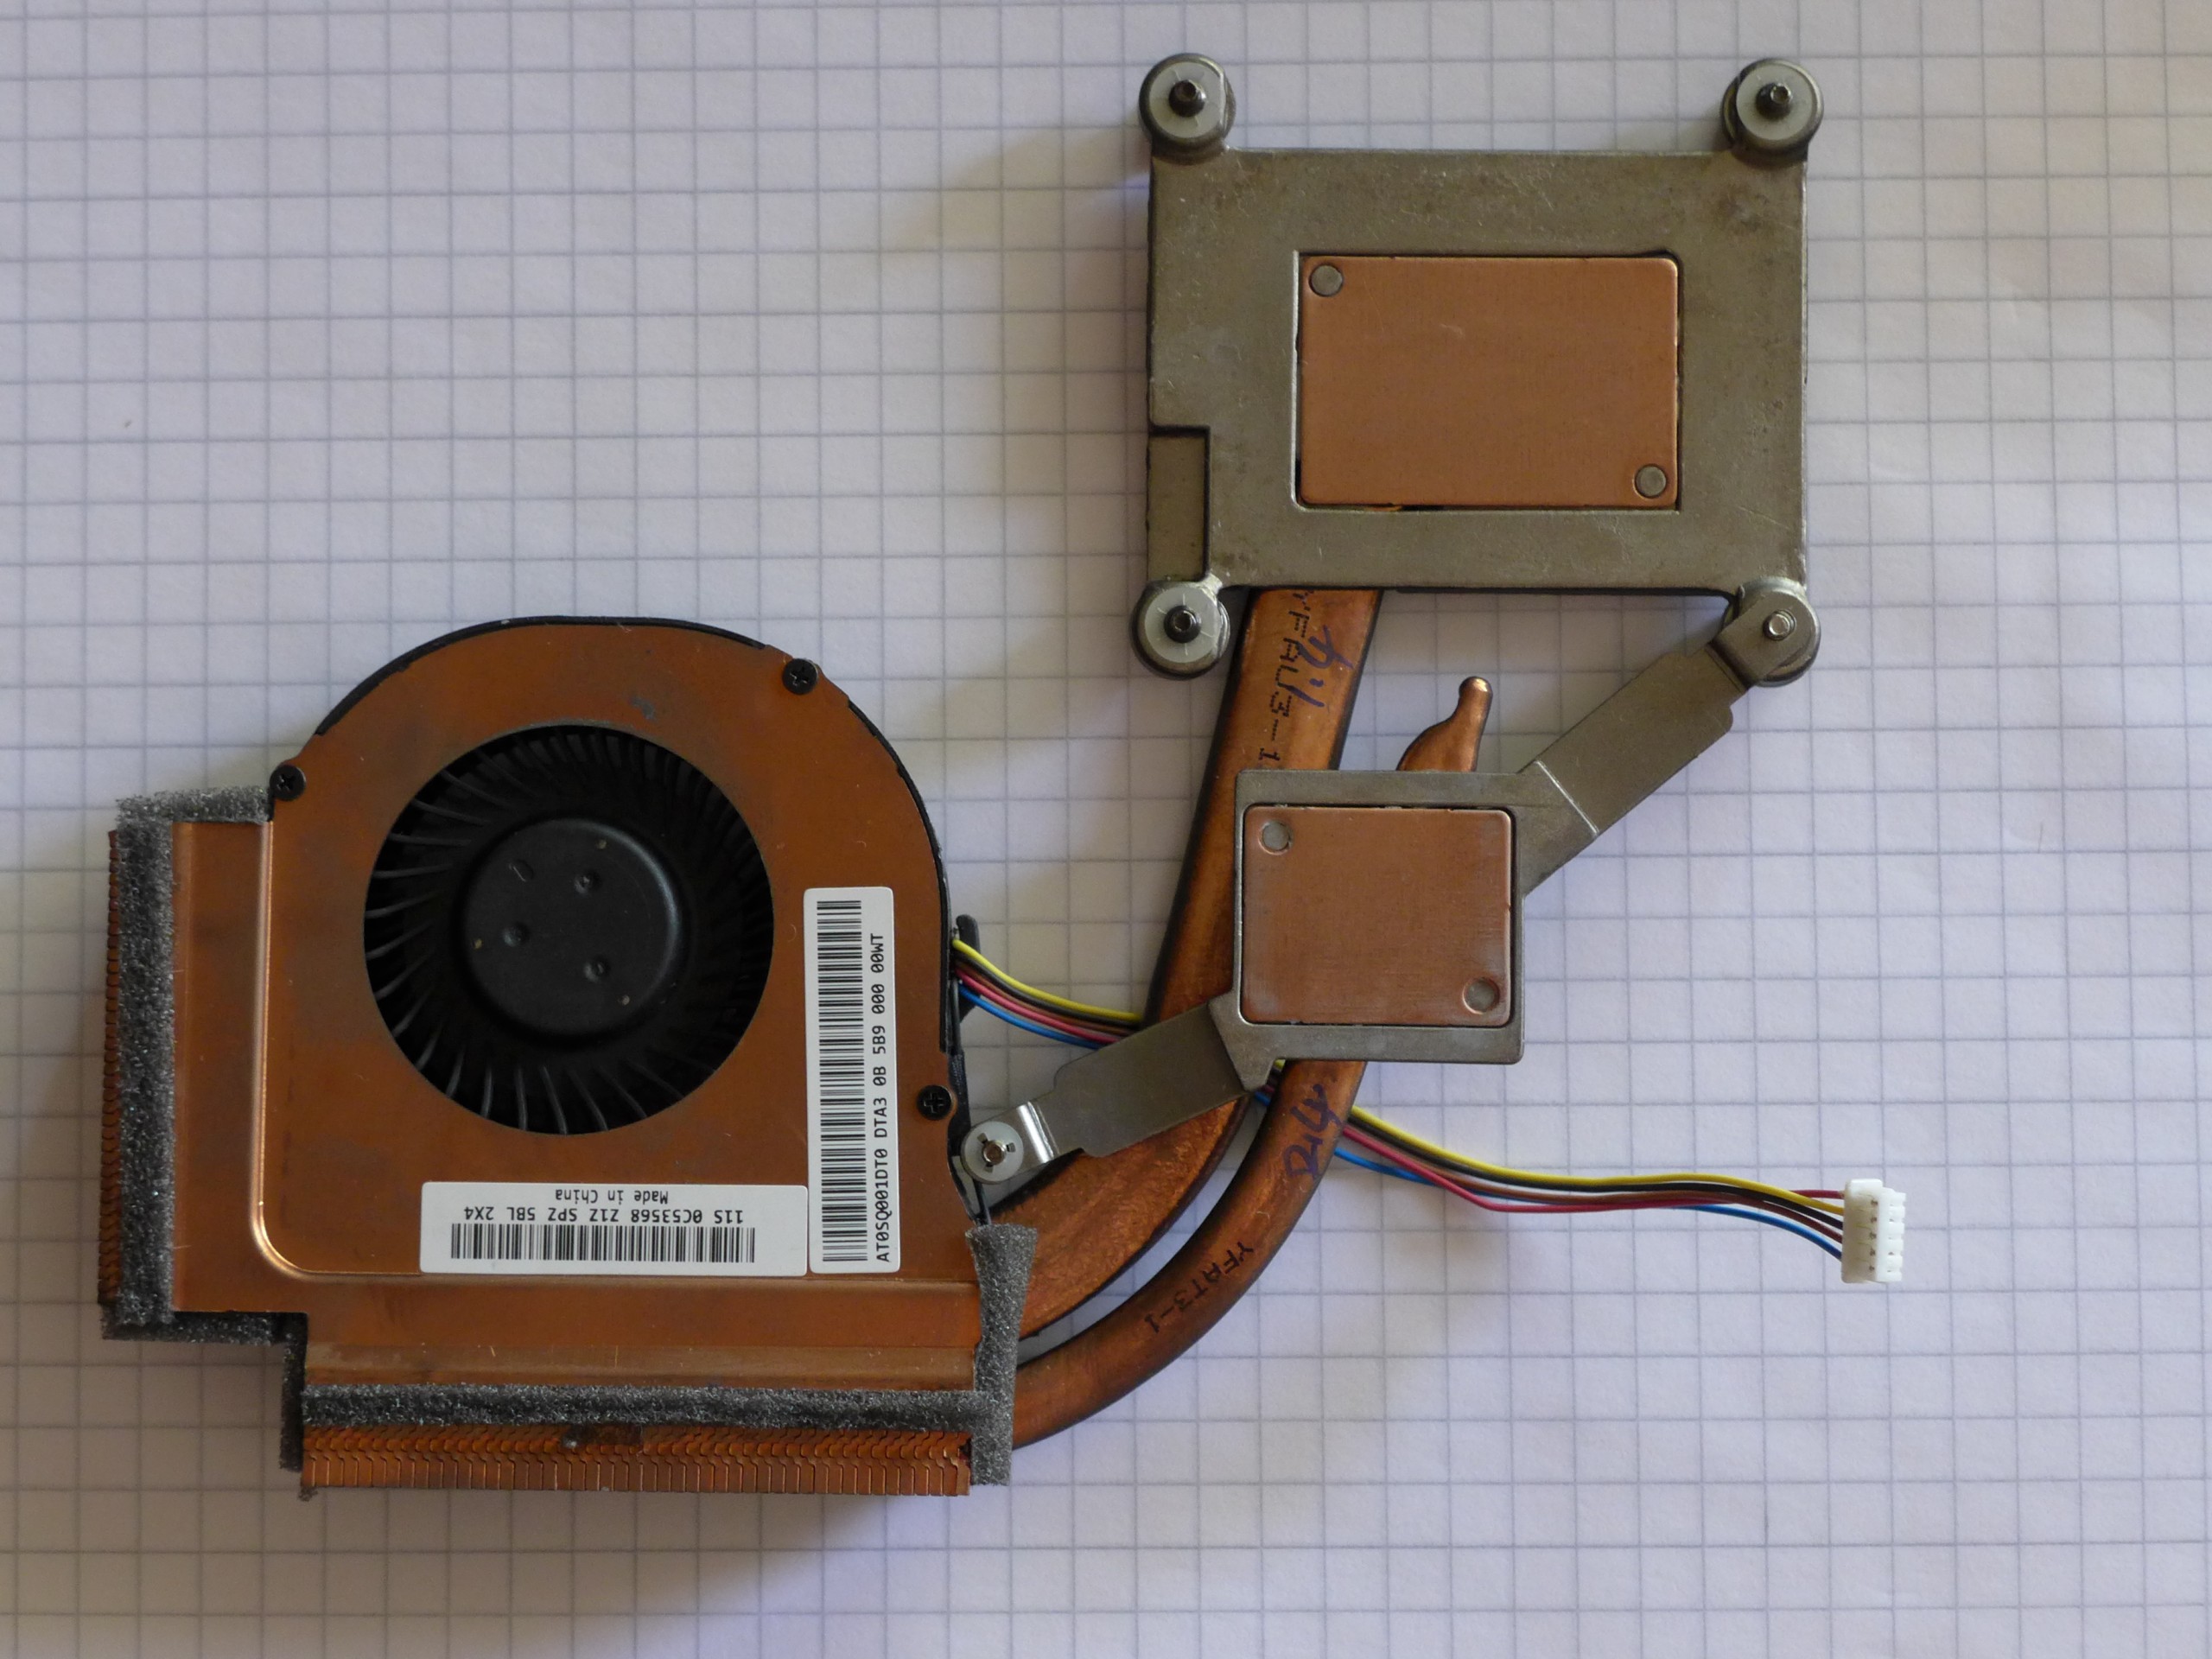 YFAU3-1
AT0SQ001DT0 DTA3 0B 5B9 000 00WT
11S 0C53568 Z1Z SPZ 5BL 2X4
Made in China
YFAT3-1